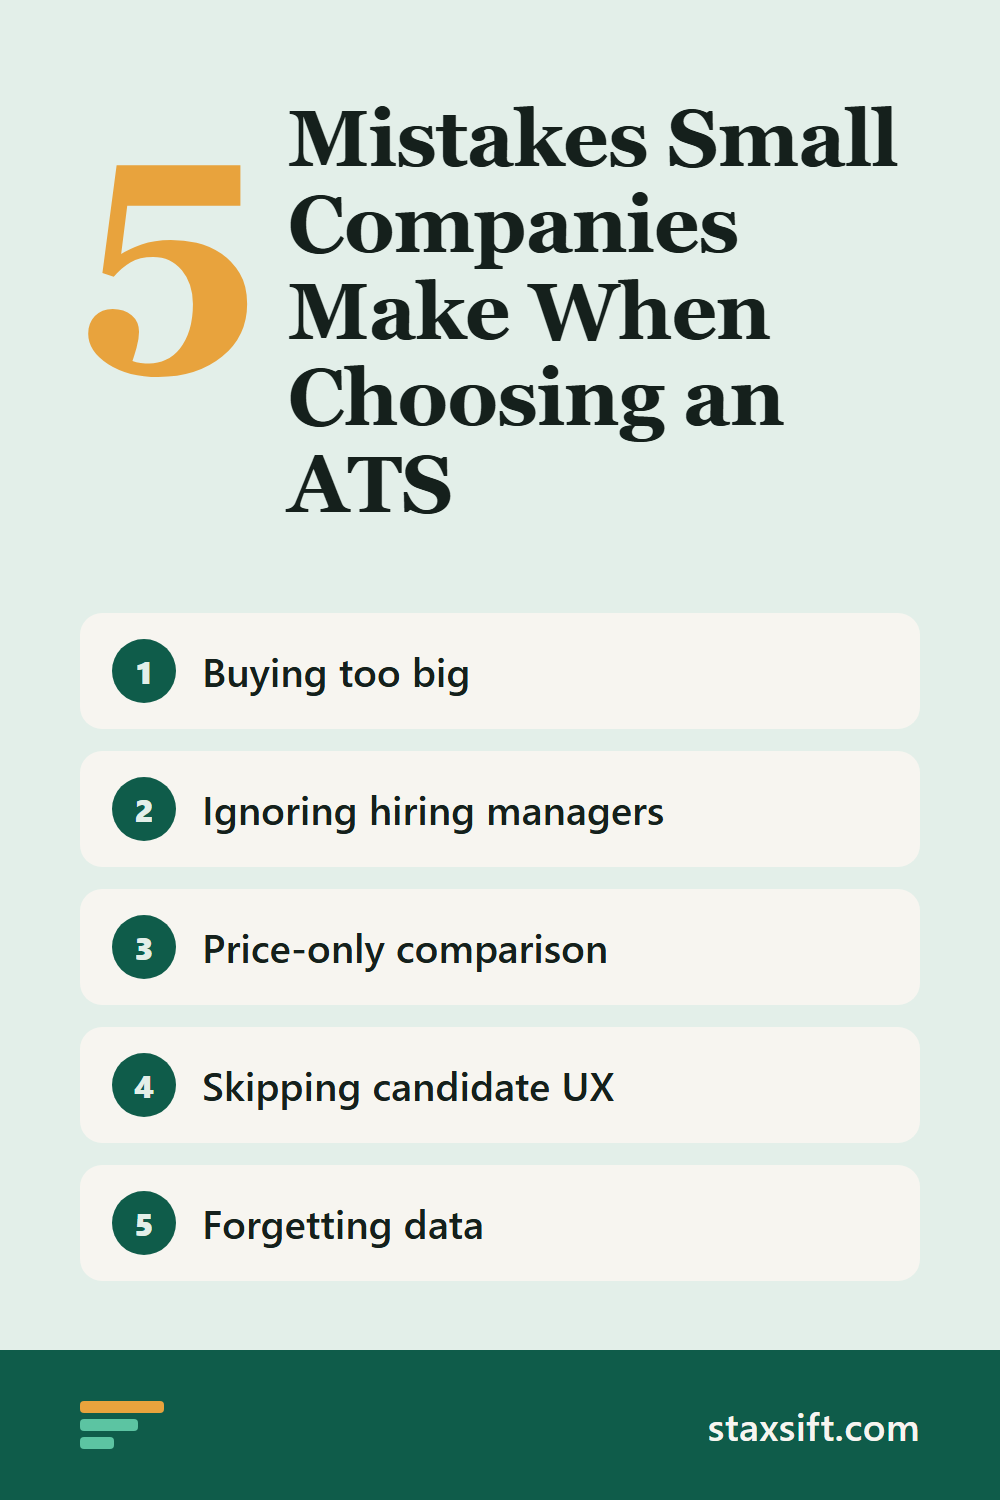 5
Mistakes Small
Companies
Make When
Choosing an
ATS
1 Buying too big
2 Ignoring hiring managers
3 Price-only comparison
4 Skipping candidate UX
5 Forgetting data
staxsift.com